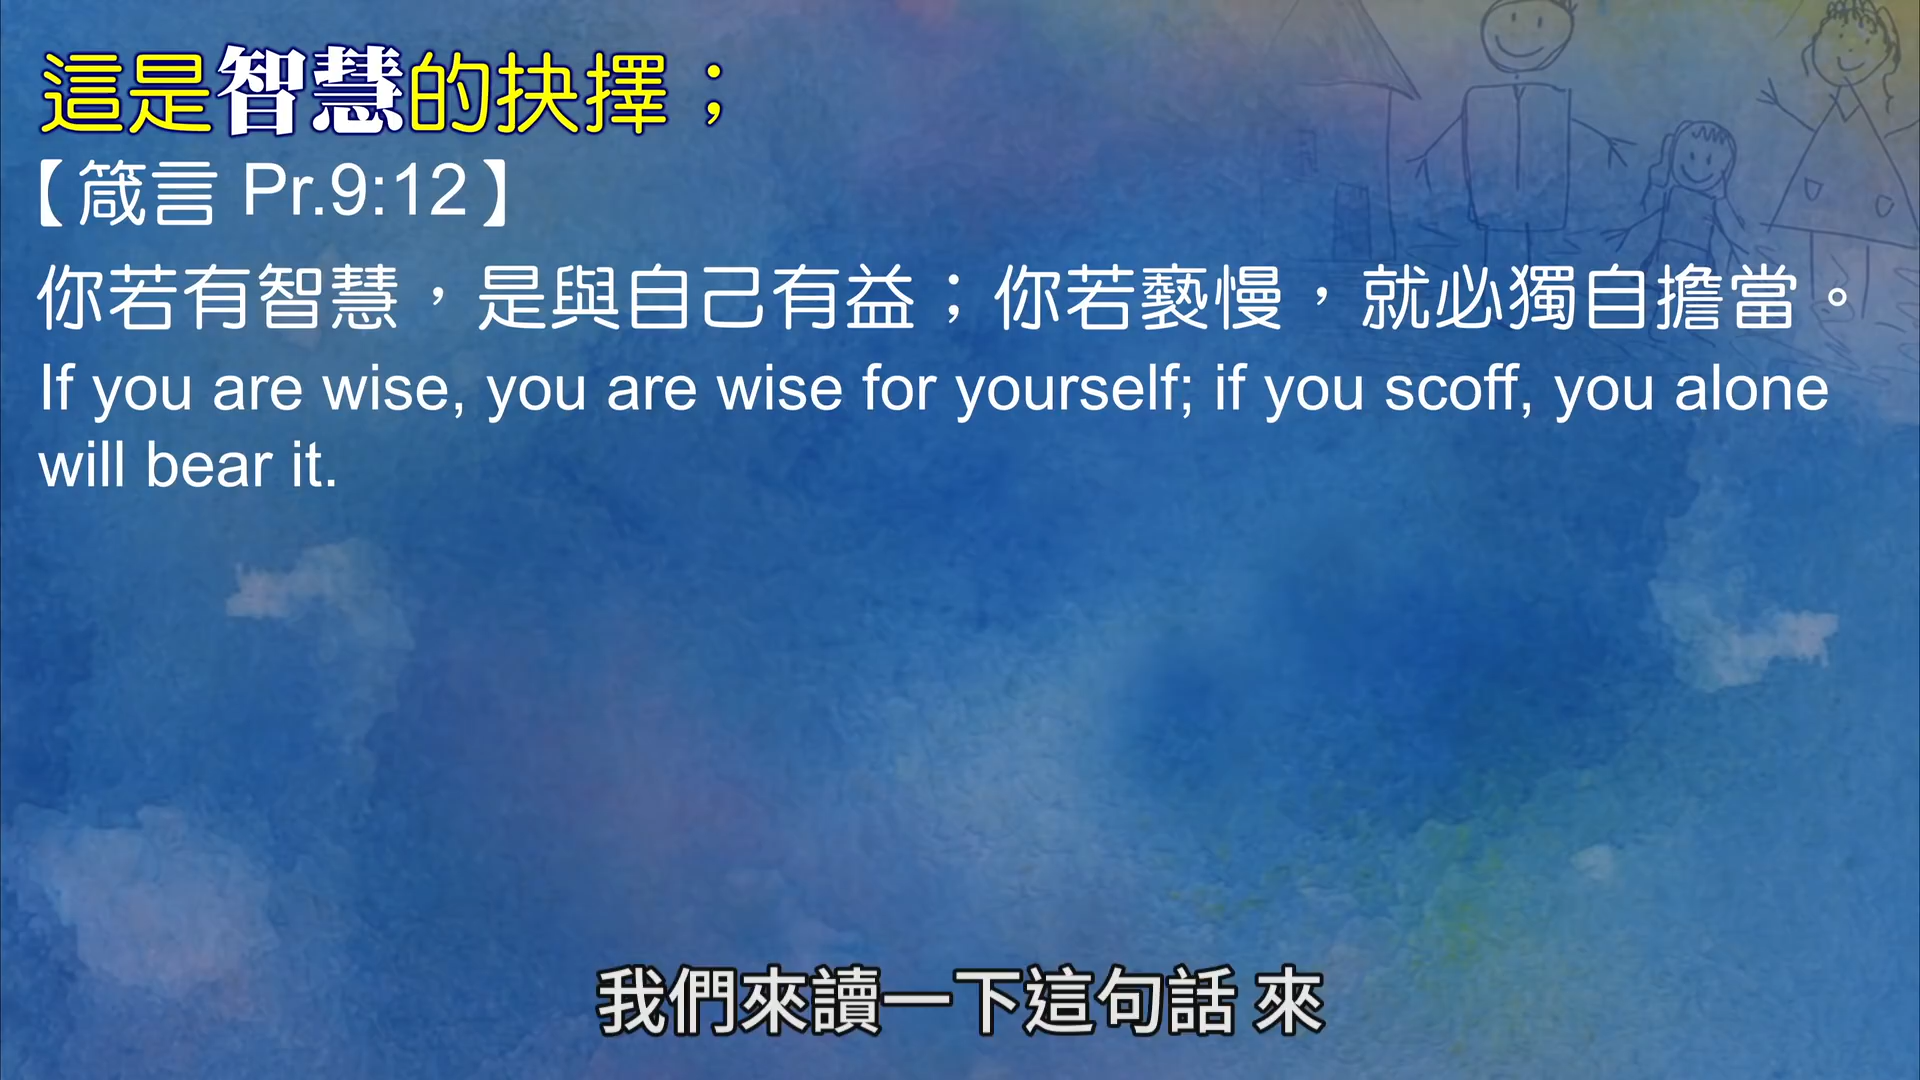 這是智慧的抉擇；
【箴言 Pr.9:12】
你若有智慧，是與自己有益；你若褻慢，就必獨自擔當。
If you are wise, you are wise for yourself; if you scoff, you alone
will bear it.
我們來讀一下這句話 來